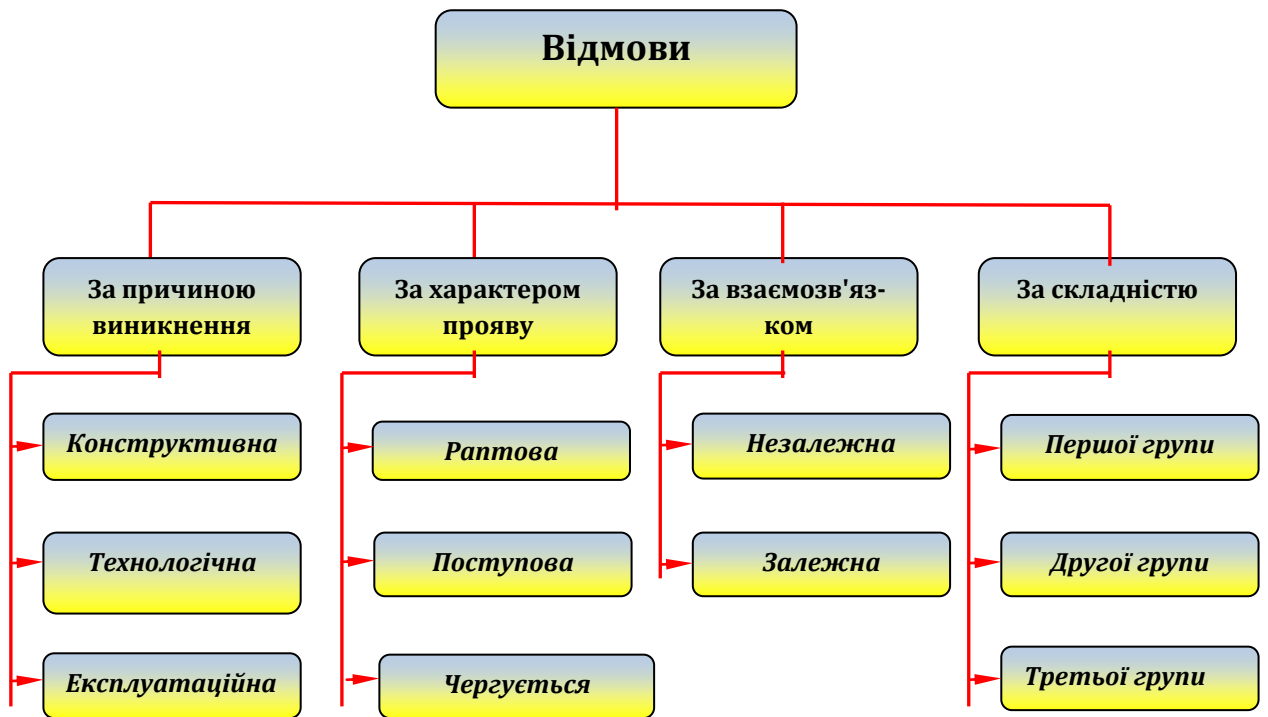 Відмови
За причиною
виникнення
За характером
прояву
За взаємозв'яз-
ком
За складністю
Конструктивна
Технологічна
Експлуатаційна
Раптова
Поступова
Чергується
Незалежна
Залежна
Першої групи
Другої групи
Третьої групи